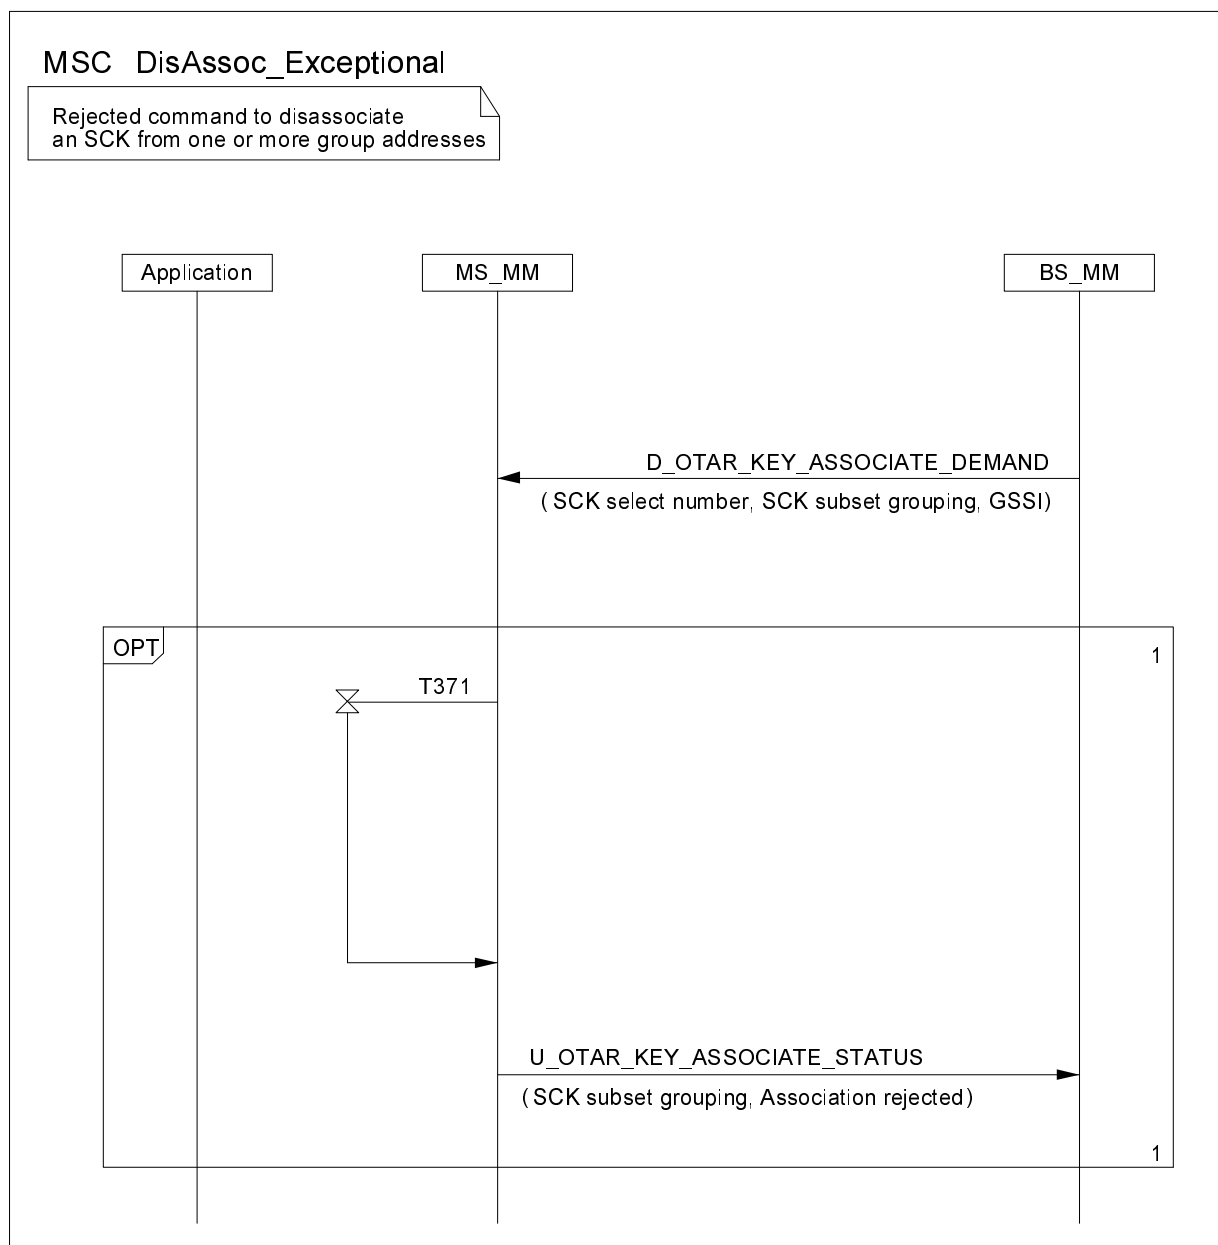 MSC DisAssoc_Exceptional
Rejected command to disassociate
an SCK from one or more group addresses
Application
MS_MM
BS_MM
D_OTAR_KEY_ASSOCIATE_DEMAND
( SCK select number, SCK subset grouping, GSSI)
OPT
1
T371
U_OTAR_KEY_ASSOCIATE_STATUS
( SCK subset grouping, Association rejected)
1